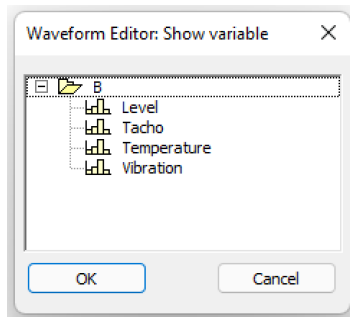 Waveform Editor: Show variable
B
Level
Tacho
Temperature
Vibration
OK
Cancel